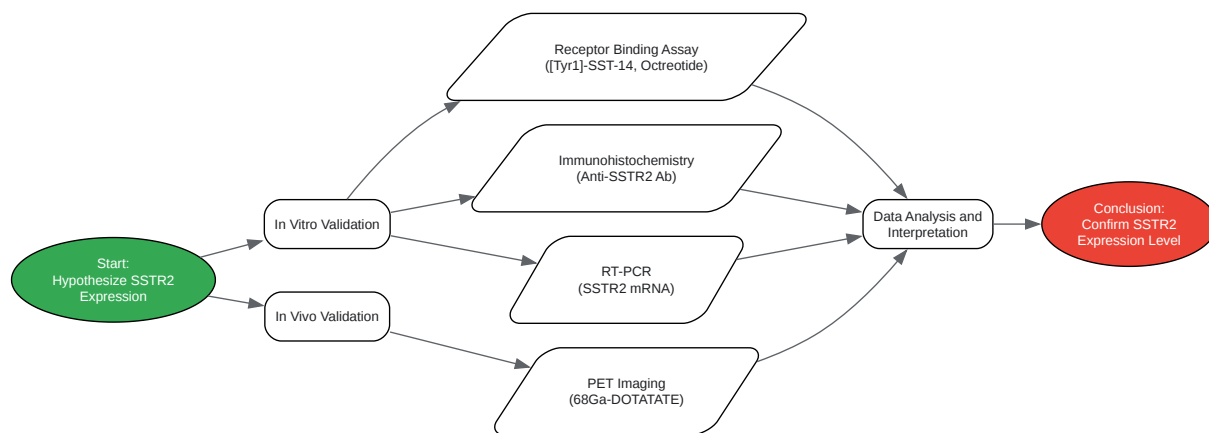 Start:
Hypothesize SSTR2
Expression
In Vitro Validation
In Vivo Validation
Receptor Binding Assay
([Tyr1]-SST-14, Octreotide)
Immunohistochemistry
(Anti-SSTR2 Ab)
RT-PCR
(SSTR2 mRNA)
PET Imaging
(68Ga-DOTATATE)
Data Analysis and
Interpretation
Conclusion:
Confirm SSTR2
Expression Level